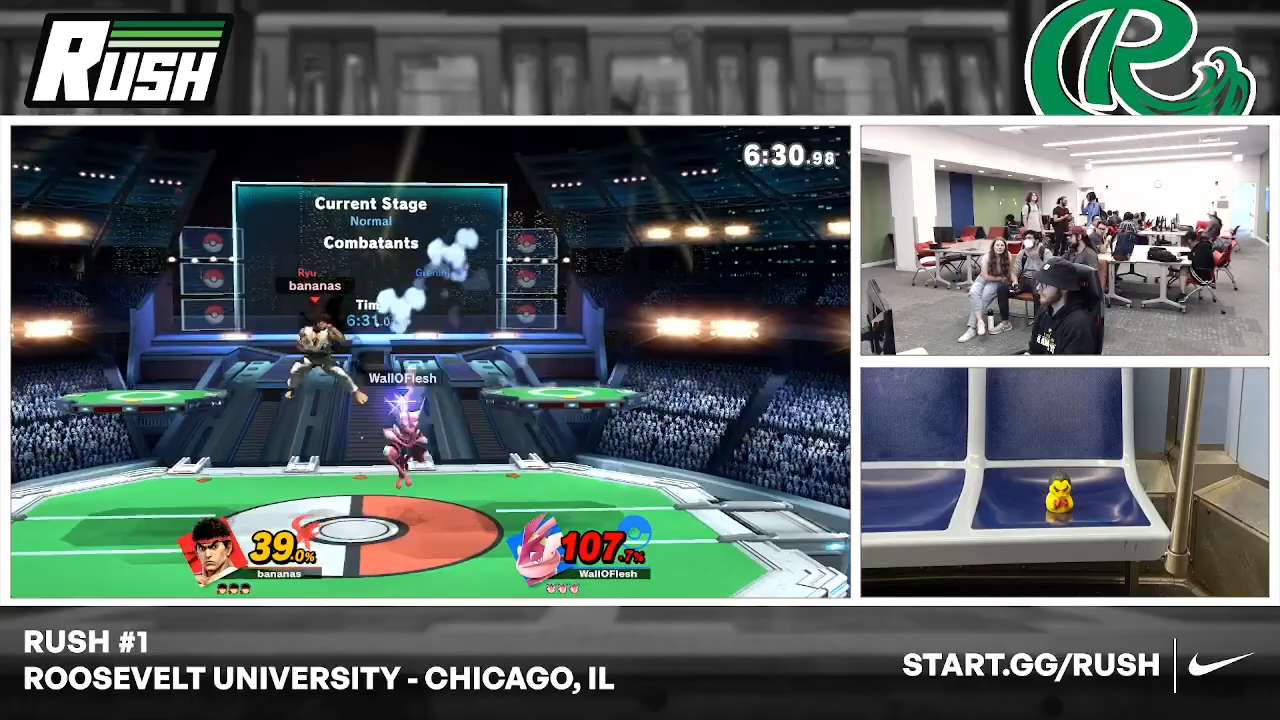 RUSH
R
6:30.98
Current Stage
Normal
Combatants
Ryu
bananas
Time
6:31.0
WallOFlesh
39.0%
bananas
107.7%
WallOFlesh
RUSH #1
ROOSEVELT UNIVERSITY - CHICAGO, IL
START.GG/RUSH